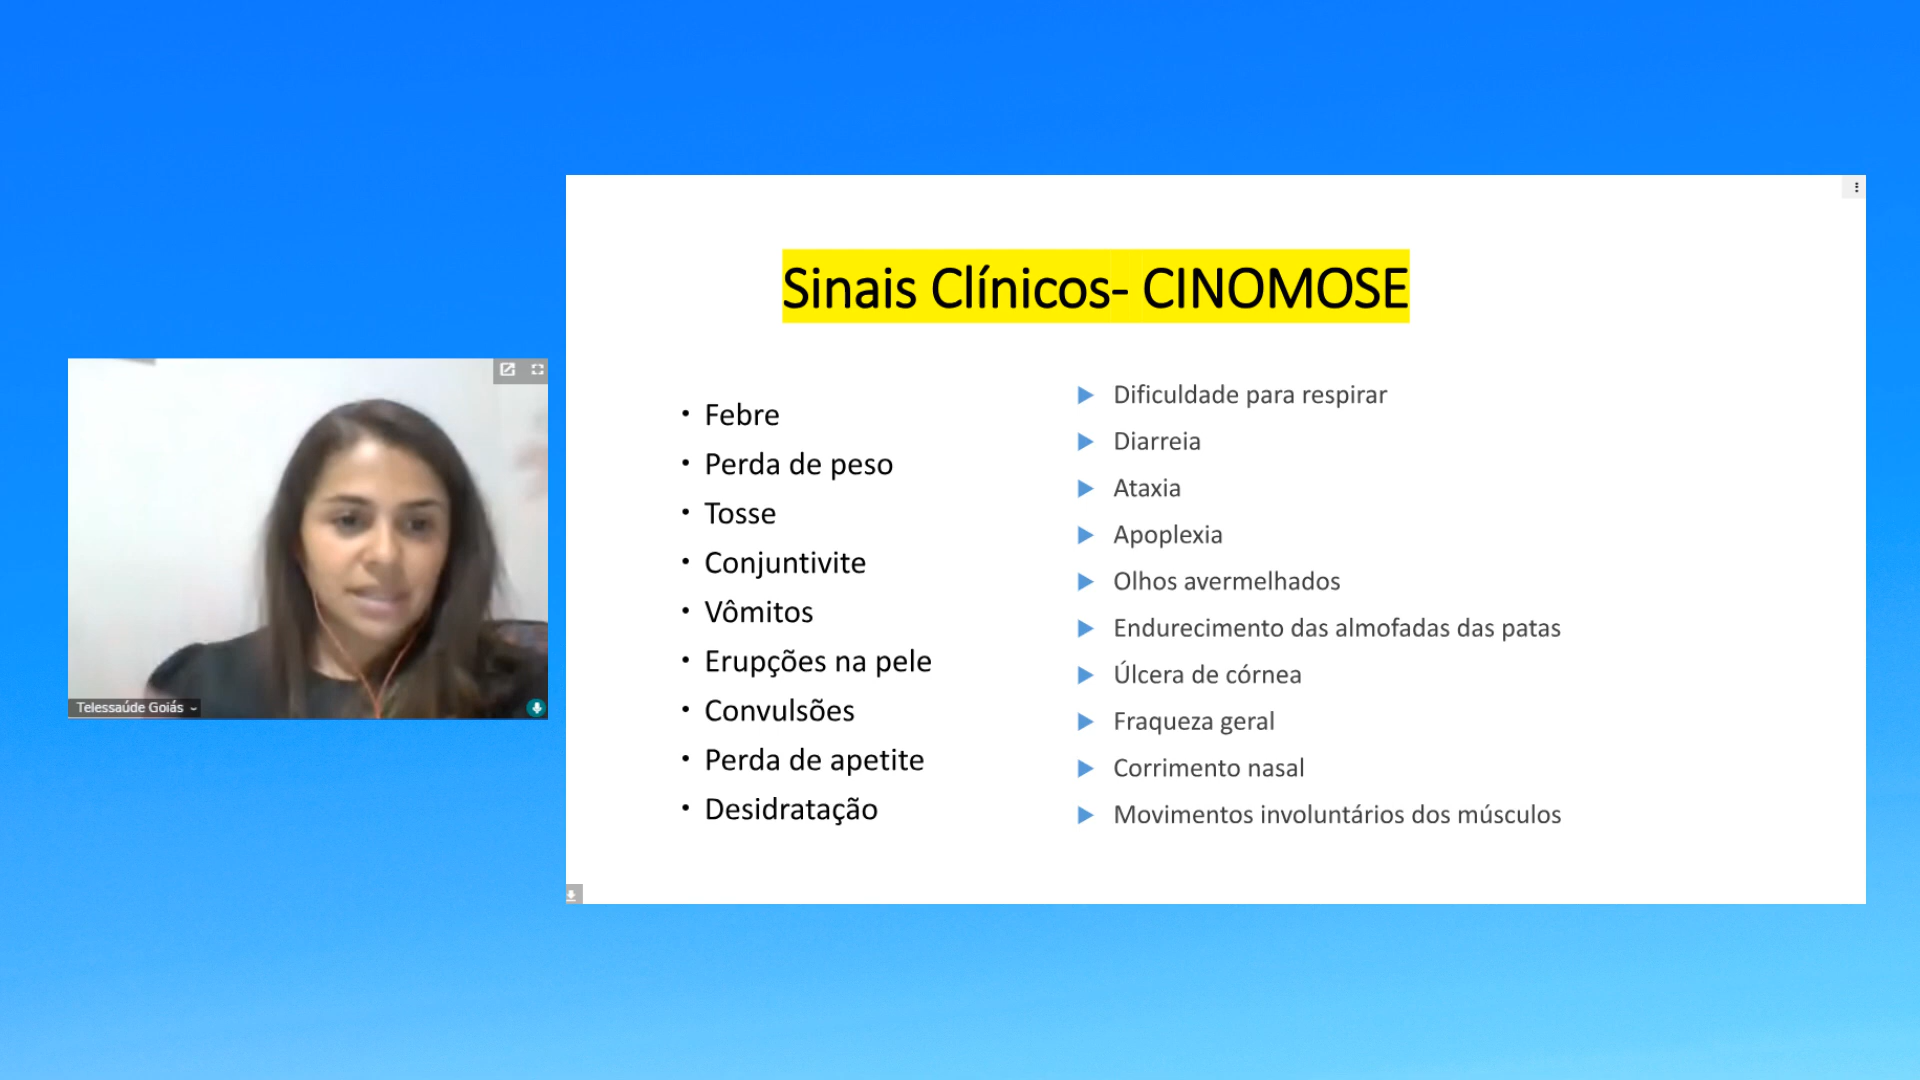 Sinais Clínicos- CINOMOSE
• Febre
• Perda de peso
• Tosse
• Conjuntivite
• Vômitos
• Erupções na pele
• Convulsões
• Perda de apetite
• Desidratação
Dificuldade para respirar
Diarreia
Ataxia
Apoplexia
Olhos avermelhados
Endurecimento das almofadas das patas
Úlcera de córnea
Fraqueza geral
Corrimento nasal
Movimentos involuntários dos músculos
Telessaúde Goiás